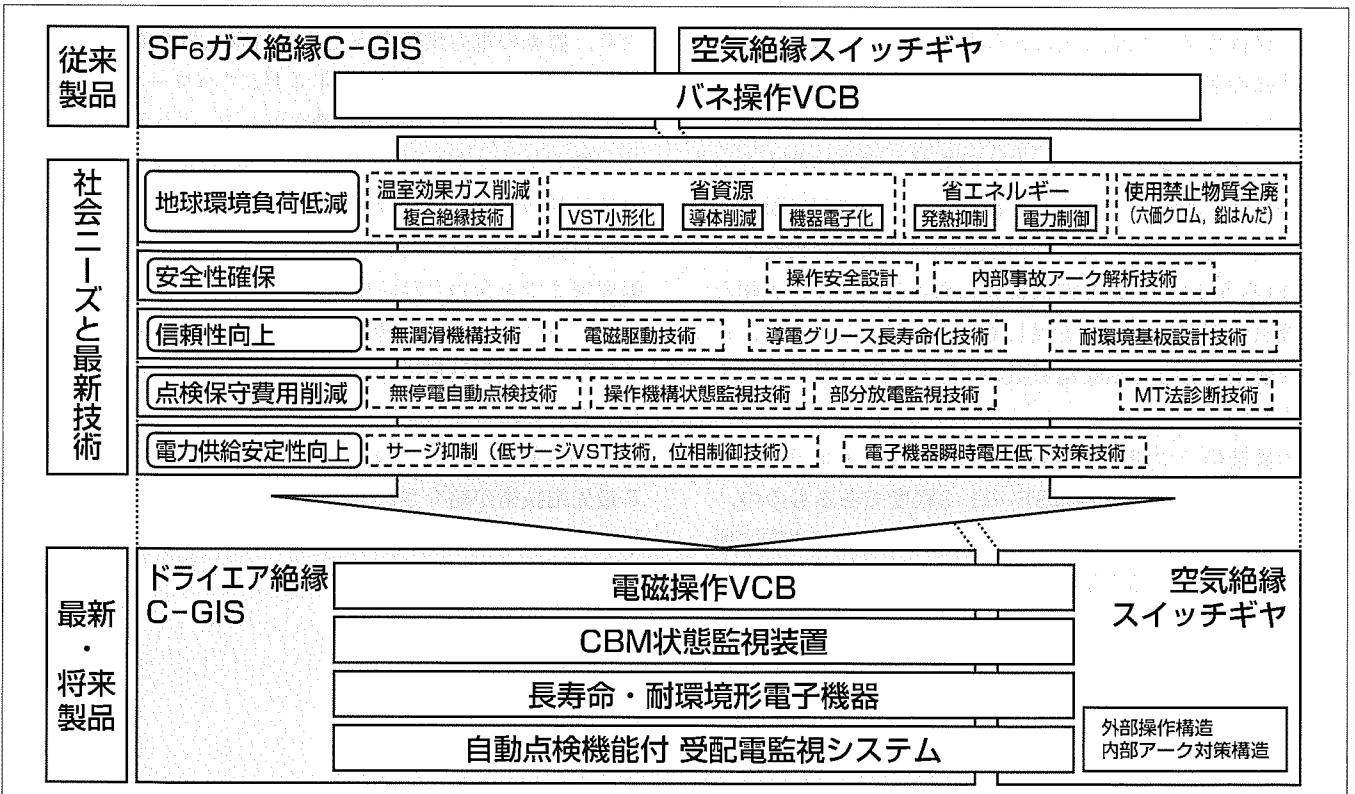 従来
製品
SF6ガス絶縁C-GIS
空気絶縁スイッチギヤ
バネ操作VCB
社会ニーズと最新技術
地球環境負荷低減
温室効果ガス削減
複合絶縁技術
省資源
VST小形化
導体削減
機器電子化
省エネルギー
発熱抑制
電力制御
使用禁止物質全廃
(六価クロム,鉛はんだ)
安全性確保
操作安全設計
内部事故アーク解析技術
信頼性向上
無潤滑機構技術
電磁駆動技術
導電グリース長寿命化技術
耐環境基板設計技術
点検保守費用削減
無停電自動点検技術
操作機構状態監視技術
部分放電監視技術
MT法診断技術
電力供給安定性向上
サージ抑制(低サージVST技術,位相制御技術)
電子機器瞬時電圧低下対策技術
最新
・
将来
製品
ドライエア絶縁
C-GIS
電磁操作VCB
CBM状態監視装置
長寿命・耐環境形電子機器
自動点検機能付 受配電監視システム
空気絶縁
スイッチギヤ
外部操作構造
内部アーク対策構造